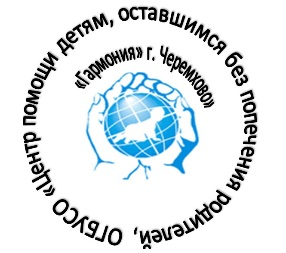 ОГБУСО «Центр помощи детям, оставшимся без попечения родителей,
«Гармония» г. Черемхово»